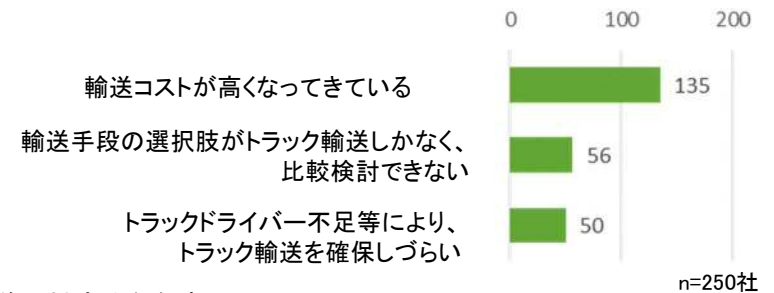 0 100 200
輸送コストが高くなってきている 135
輸送手段の選択肢がトラック輸送しかなく、
比較検討できない 56
トラックドライバー不足等により、
トラック輸送を確保しづらい 50
n=250社